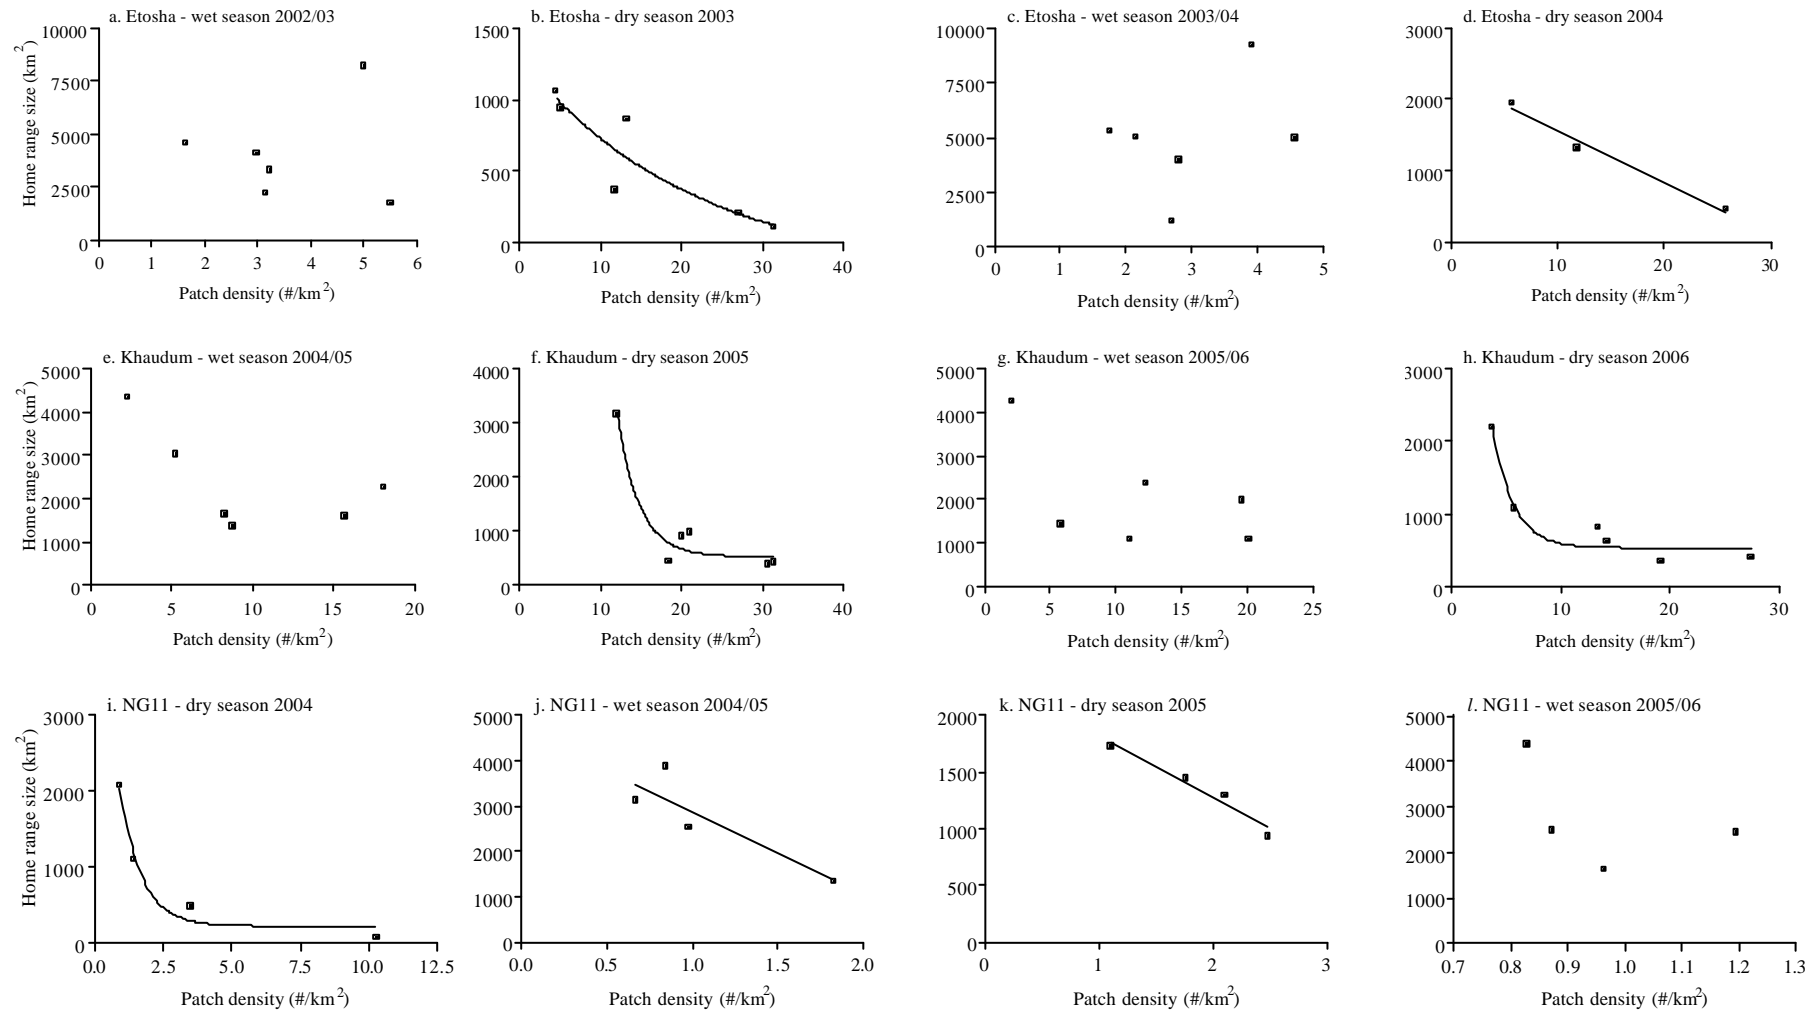 a. Etosha - wet season 2002/03
b. Etosha - dry season 2003
c. Etosha - wet season 2003/04
d. Etosha - dry season 2004
Home range size (km²)
10000
7500
5000
2500
0
0 1 2 3 4 5 6
Patch density (#/km²)
1500
1000
500
0
0 10 20 30 40
Patch density (#/km²)
10000
7500
5000
2500
0
0 1 2 3 4 5
Patch density (#/km²)
3000
2000
1000
0
0 10 20 30
Patch density (#/km²)
e. Khaudum - wet season 2004/05
f. Khaudum - dry season 2005
g. Khaudum - wet season 2005/06
h. Khaudum - dry season 2006
Home range size (km²)
5000
4000
3000
2000
1000
0
0 5 10 15 20
Patch density (#/km²)
4000
3000
2000
1000
0
0 10 20 30 40
Patch density (#/km²)
5000
4000
3000
2000
1000
0
0 5 10 15 20 25
Patch density (#/km²)
3000
2000
1000
0
0 10 20 30
Patch density (#/km²)
i. NG11 - dry season 2004
j. NG11 - wet season 2004/05
k. NG11 - dry season 2005
l. NG11 - wet season 2005/06
Home range size (km²)
3000
2000
1000
0
0.0 2.5 5.0 7.5 10.0 12.5
Patch density (#/km²)
5000
4000
3000
2000
1000
0
0.0 0.5 1.0 1.5 2.0
Patch density (#/km²)
2000
1500
1000
500
0
0 1 2 3
Patch density (#/km²)
5000
4000
3000
2000
1000
0
0.7 0.8 0.9 1.0 1.1 1.2 1.3
Patch density (#/km²)